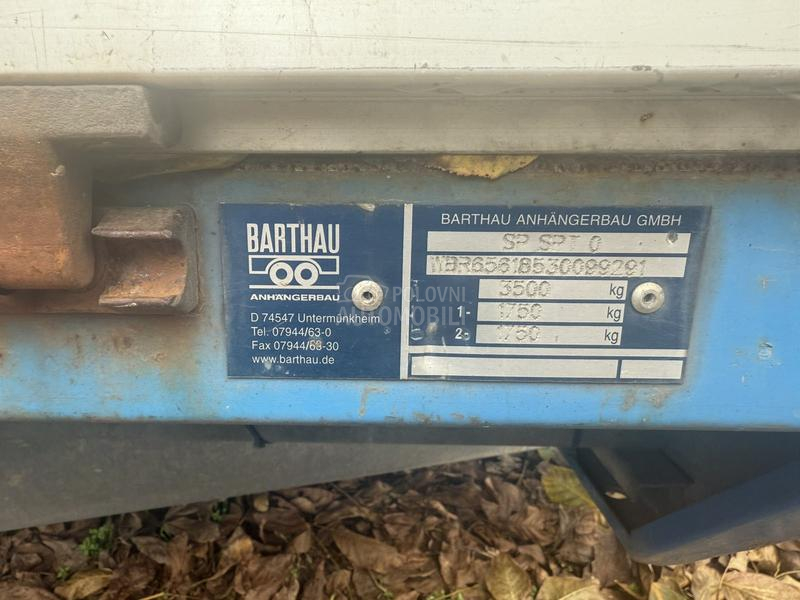 BARTHAU
ANHÄNGERBAU
D 74547 Untermünkheim
Tel. 07944/63-0
Fax 07944/63-30
www.barthau.de
BARTHAU ANHÄNGERBAU GMBH
SP SPT 0
WBR65618530099291
3500 kg
1- 1750 kg
2- 1750 kg
POLOVNI
AUTOMOBILI